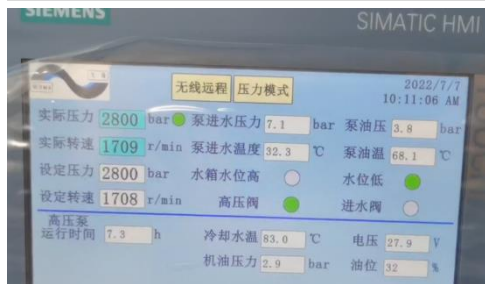 SIEMENS
SIMATIC HMI
无线远程 压力模式
2022/7/7
10:11:06 AM
实际压力 2800 bar 泵进水压力 7.1 bar 泵油压 3.8 bar
实际转速 1709 r/min 泵进水温度 32.3 ℃ 泵油温 68.1 ℃
设定压力 2800 bar 水箱水位高 水位低
设定转速 1708 r/min 高压阀 进水阀
高压泵
运行时间 7.3 h 冷却水温 83.0 ℃ 电压 27.9 V
机油压力 2.9 bar 油位 32 %